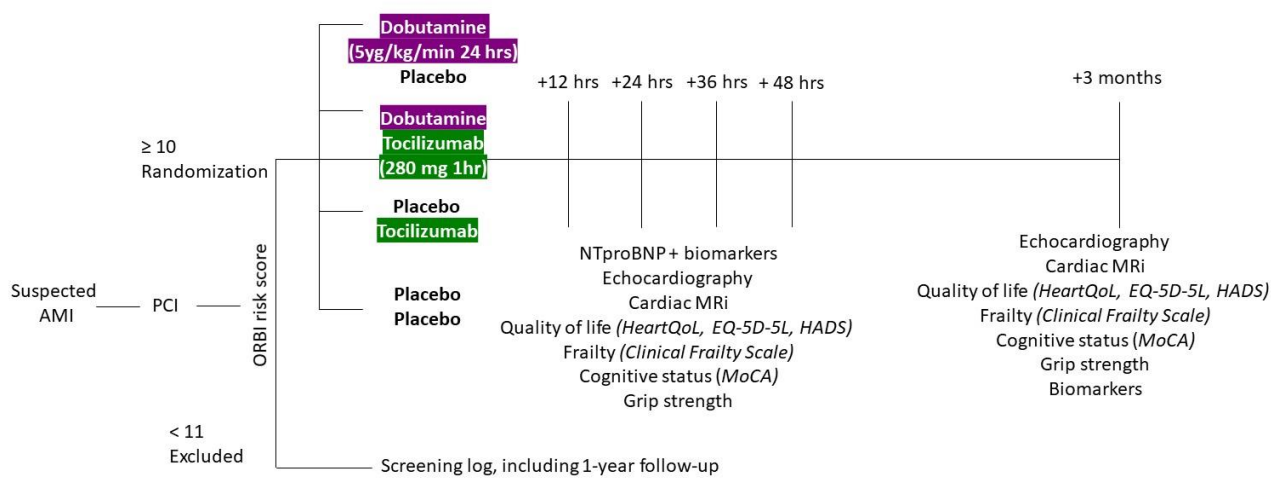 Suspected
AMI
PCI
ORBI risk score
≥ 10
Randomization
< 11
Excluded
Dobutamine
(5yg/kg/min 24 hrs)
Placebo
Dobutamine
Tocilizumab
(280 mg 1hr)
Placebo
Tocilizumab
Placebo
Placebo
+12 hrs
+24 hrs
+36 hrs
+ 48 hrs
+3 months
NTproBNP + biomarkers
Echocardiography
Cardiac MRi
Quality of life (HeartQoL, EQ-5D-5L, HADS)
Frailty (Clinical Frailty Scale)
Cognitive status (MoCA)
Grip strength
Echocardiography
Cardiac MRi
Quality of life (HeartQoL, EQ-5D-5L, HADS)
Frailty (Clinical Frailty Scale)
Cognitive status (MoCA)
Grip strength
Biomarkers
Screening log, including 1-year follow-up